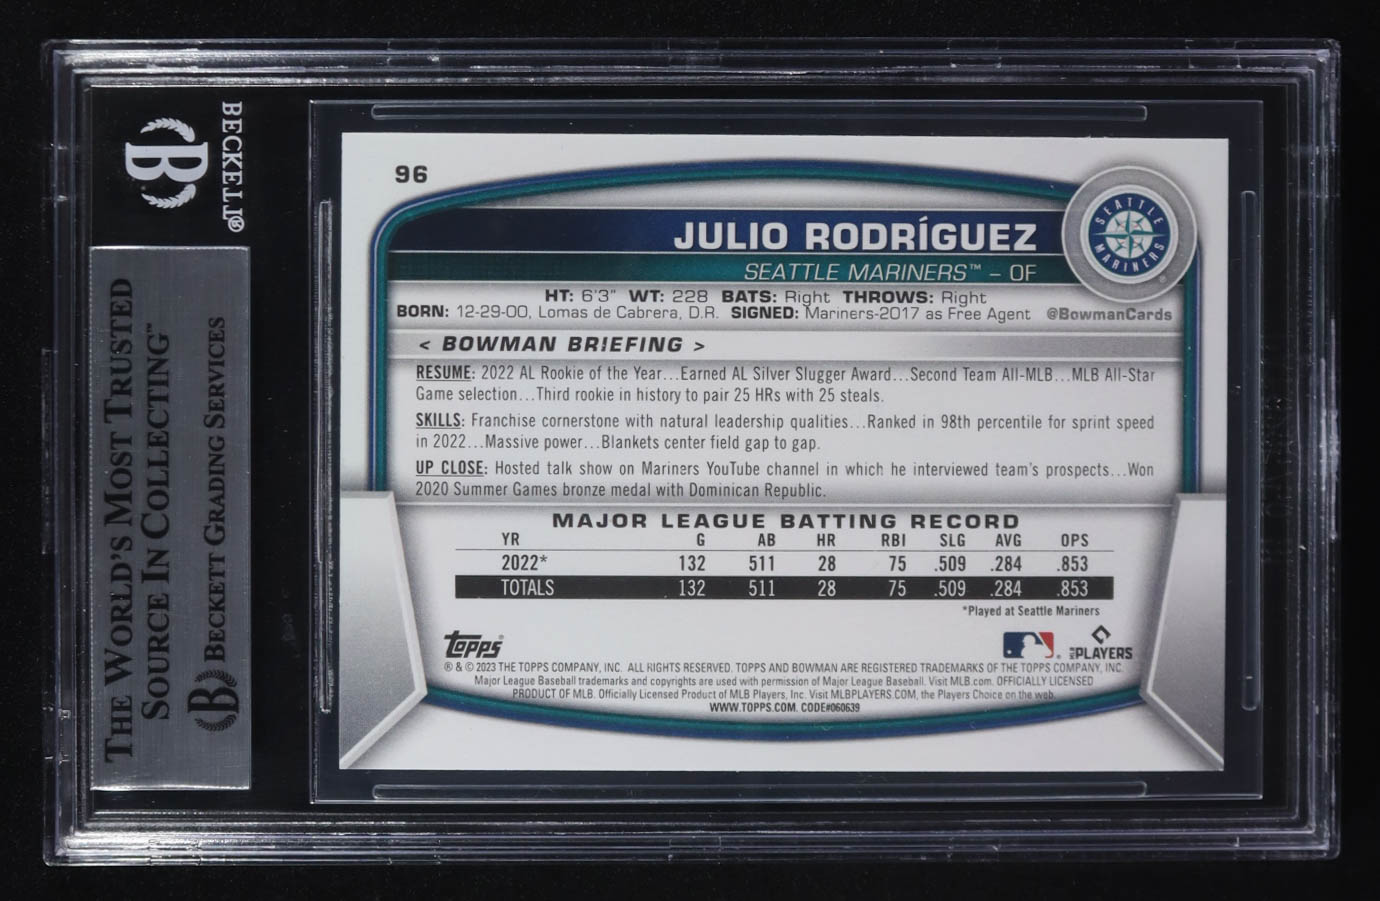 BECKETT®
B
THE WORLD'S MOST TRUSTED
SOURCE IN COLLECTING™
B BECKETT GRADING SERVICES
96
JULIO RODRÍGUEZ
SEATTLE MARINERS™ – OF
SEATTLE
MARINERS
®
HT: 6'3" WT: 228 BATS: Right THROWS: Right
BORN: 12-29-00, Lomas de Cabrera, D.R. SIGNED: Mariners-2017 as Free Agent @BowmanCards
< BOWMAN BRIEFING >
RESUME: 2022 AL Rookie of the Year...Earned AL Silver Slugger Award...Second Team All-MLB...MLB All-Star
Game selection...Third rookie in history to pair 25 HRs with 25 steals.
SKILLS: Franchise cornerstone with natural leadership qualities...Ranked in 98th percentile for sprint speed
in 2022...Massive power...Blankets center field gap to gap.
UP CLOSE: Hosted talk show on Mariners YouTube channel in which he interviewed team's prospects...Won
2020 Summer Games bronze medal with Dominican Republic.
MAJOR LEAGUE BATTING RECORD
YR G AB HR RBI SLG AVG OPS
2022* 132 511 28 75 .509 .284 .853
TOTALS 132 511 28 75 .509 .284 .853
*Played at Seattle Mariners
Topps®
MLB PLAYERS
® & © 2023 THE TOPPS COMPANY, INC. ALL RIGHTS RESERVED. TOPPS AND BOWMAN ARE REGISTERED TRADEMARKS OF THE TOPPS COMPANY, INC.
Major League Baseball trademarks and copyrights are used with permission of Major League Baseball. Visit MLB.com. OFFICIALLY LICENSED
PRODUCT OF MLB. Officially Licensed Product of MLB Players, Inc. Visit MLBPLAYERS.COM, the Players Choice on the web.
WWW.TOPPS.COM. CODE#060639